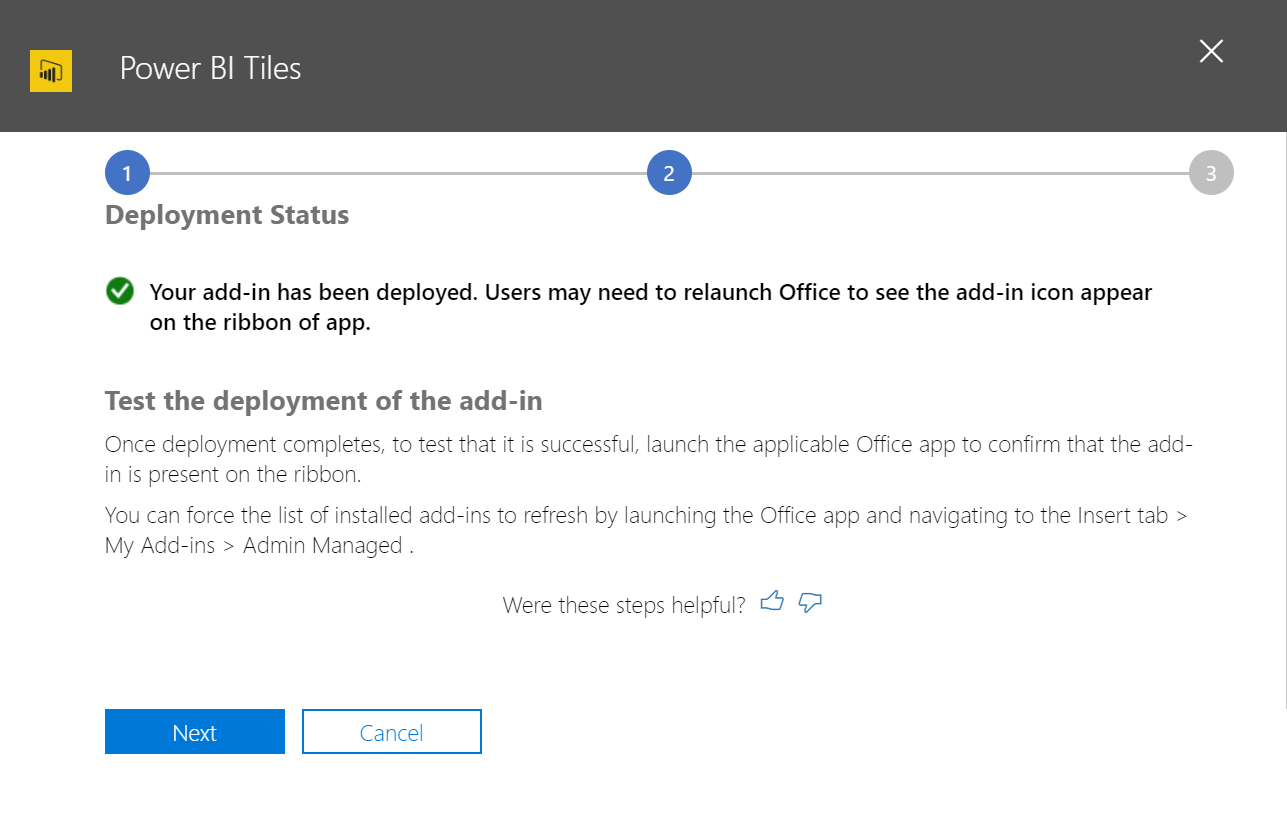 Power BI Tiles
1
2
3
Deployment Status
Your add-in has been deployed. Users may need to relaunch Office to see the add-in icon appear
on the ribbon of app.
Test the deployment of the add-in
Once deployment completes, to test that it is successful, launch the applicable Office app to confirm that the add-
in is present on the ribbon.
You can force the list of installed add-ins to refresh by launching the Office app and navigating to the Insert tab >
My Add-ins > Admin Managed .
Were these steps helpful?
Next
Cancel